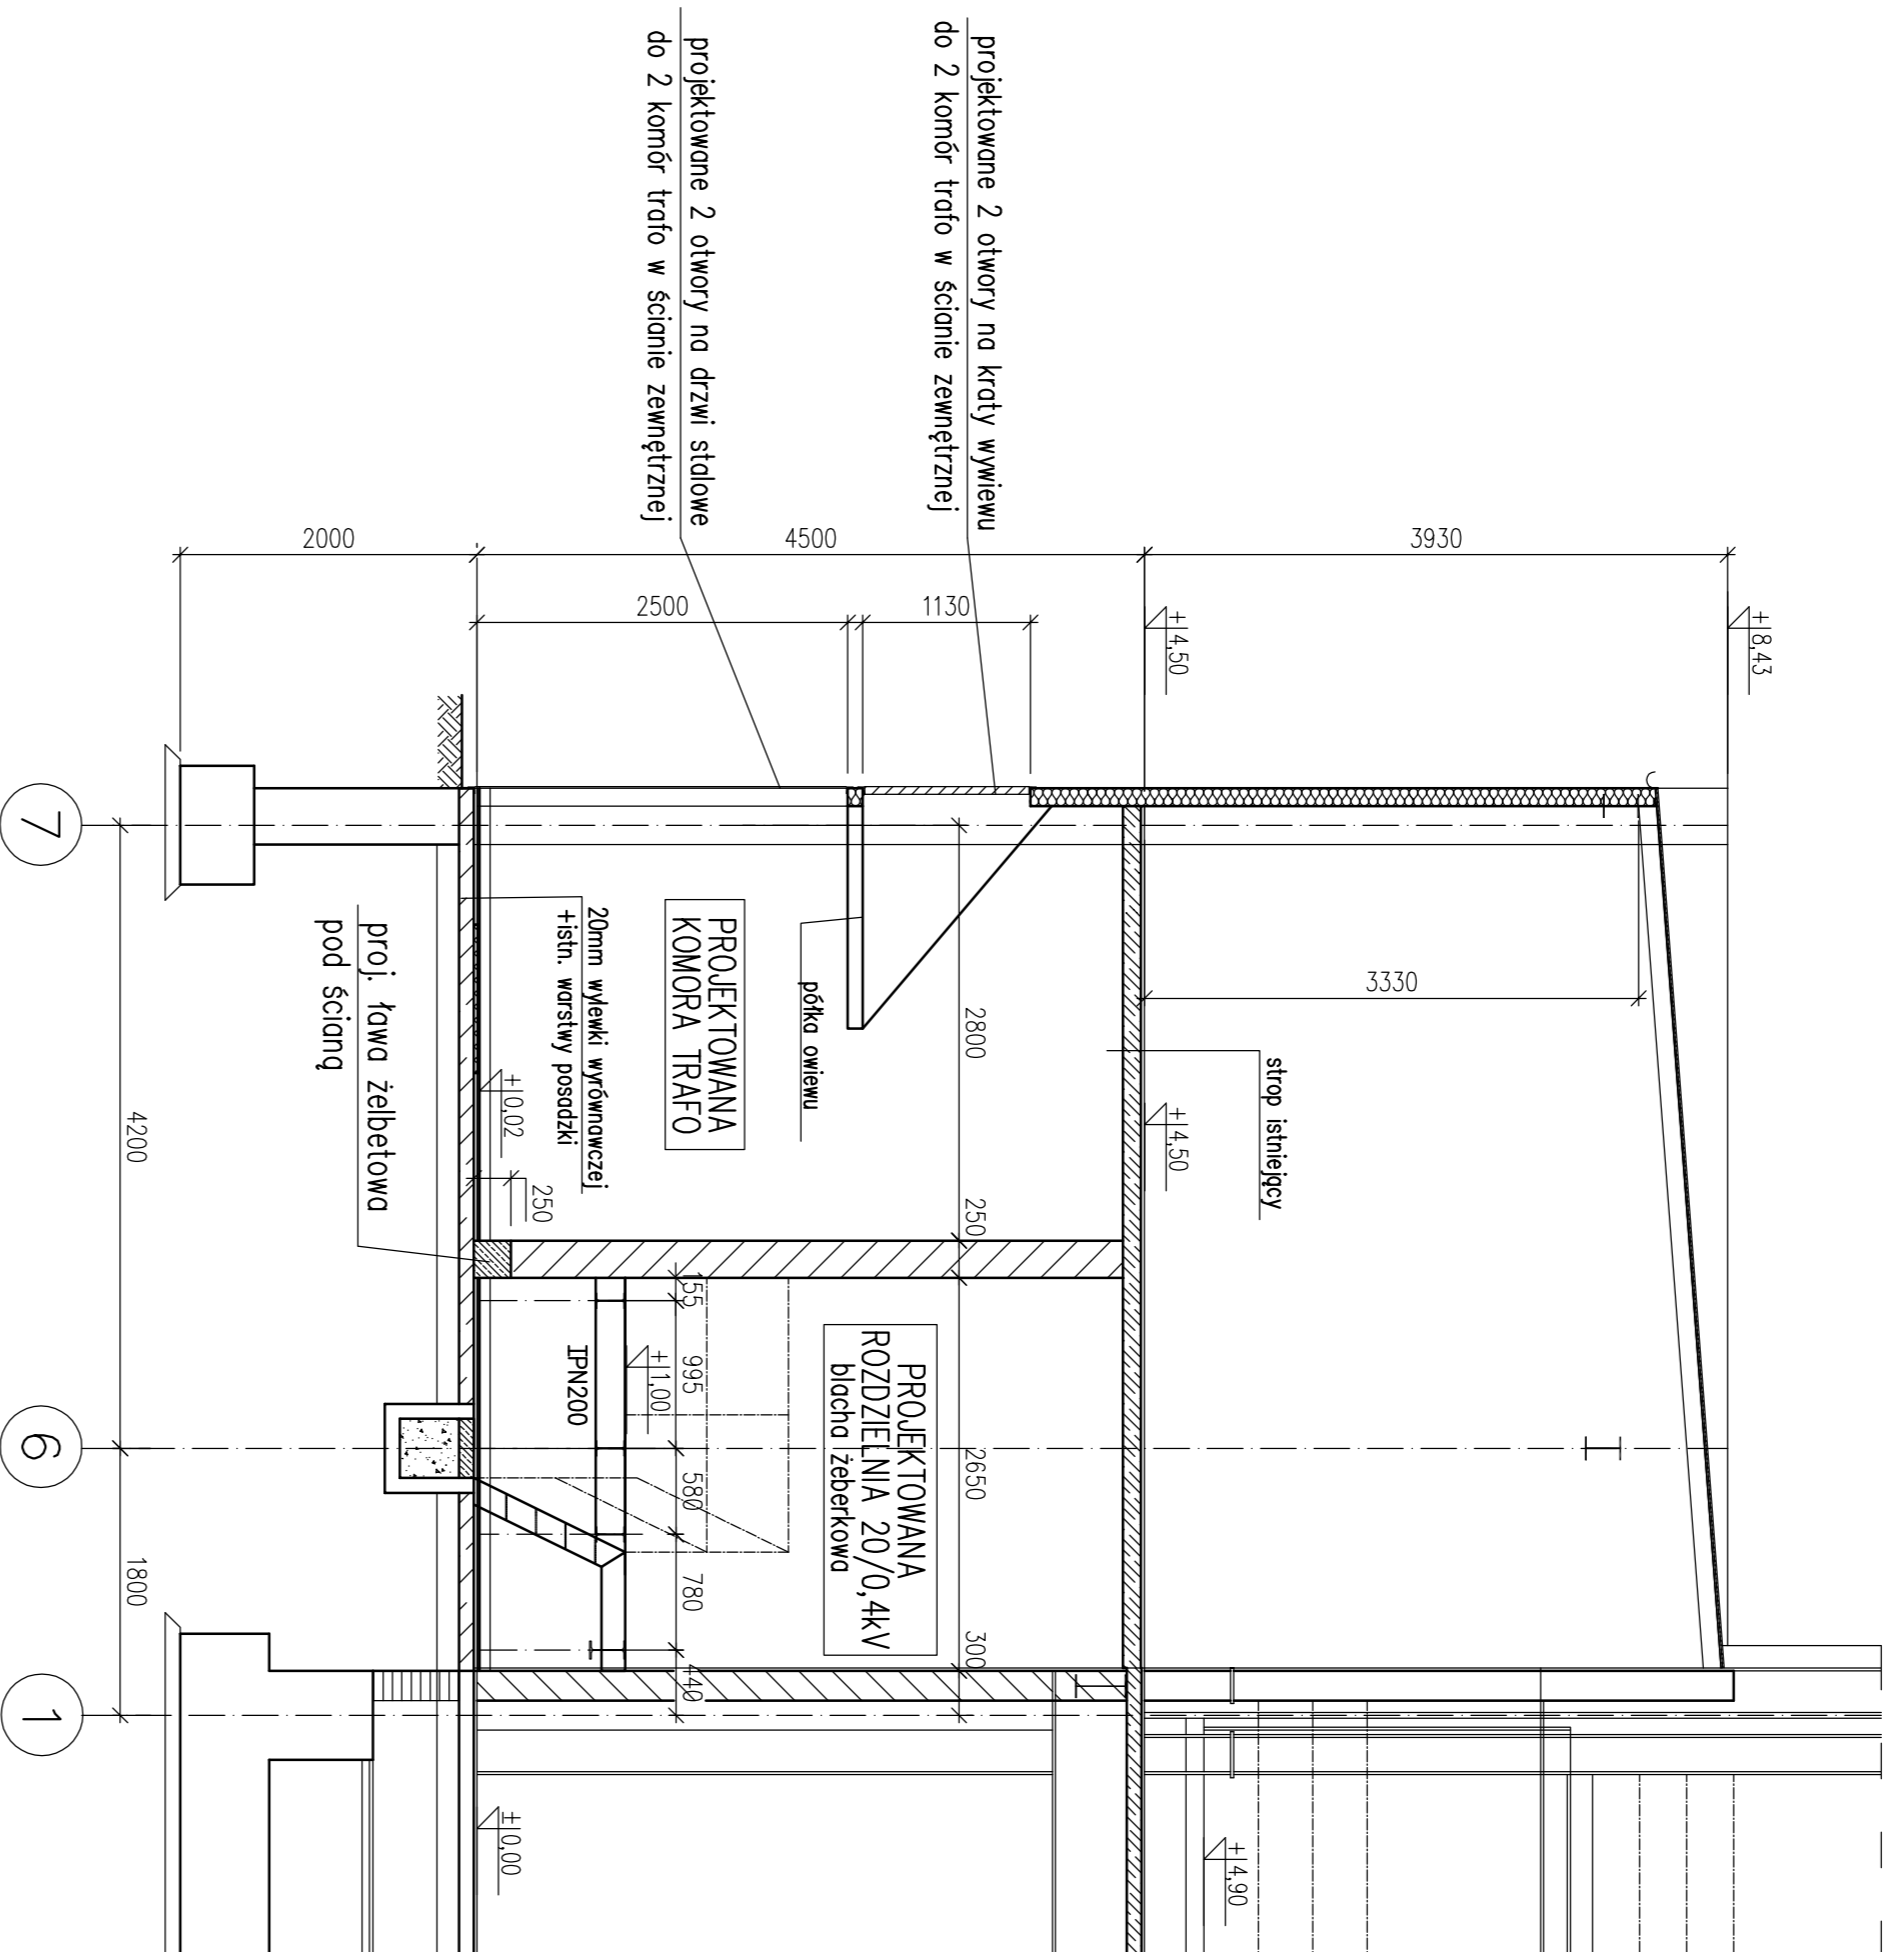 projektowane 2 otwory na kraty wywiewu
do 2 komór trafo w ścianie zewnętrznej
projektowane 2 otwory na drzwi stalowe
do 2 komór trafo w ścianie zewnętrznej
2000
4500
3930
2500
1130
+8,43
+4,50
3330
strop istniejący
+4,50
półka owiewu
2800
250
2650
300
PROJEKTOWANA
KOMORA TRAFO
20mm wylewki wyrównawczej
+istn. warstwy posadzki
+0,02
250
proj. ława żelbetowa
pod ścianą
PROJEKTOWANA
ROZDZIELNIA 20/0,4kV
blacha żeberkowa
155
995
580
780
440
+1,00
IPN200
4200
1800
±0,00
+4,90
7
6
1